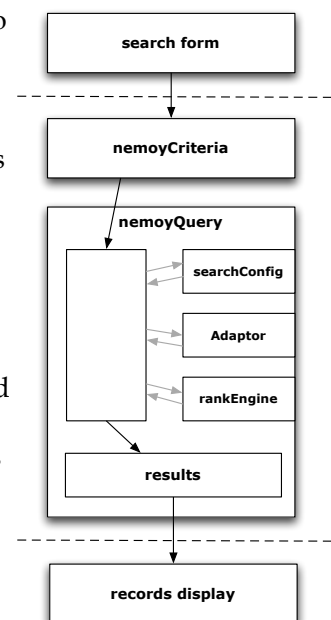 search form
nemoyCriteria
nemoyQuery
searchConfig
Adaptor
rankEngine
results
records display